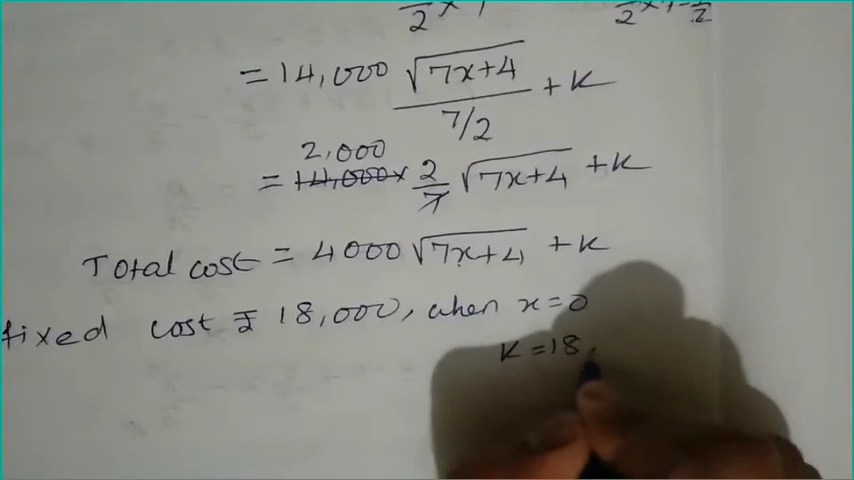 = 14,000 √7x+4 / 7/2 + K
2,000
= 14,000 x 2/7 √7x+4 + K
Total cost = 4000 √7x+4 + K
fixed cost ₹ 18,000, when x = 0
K = 18,